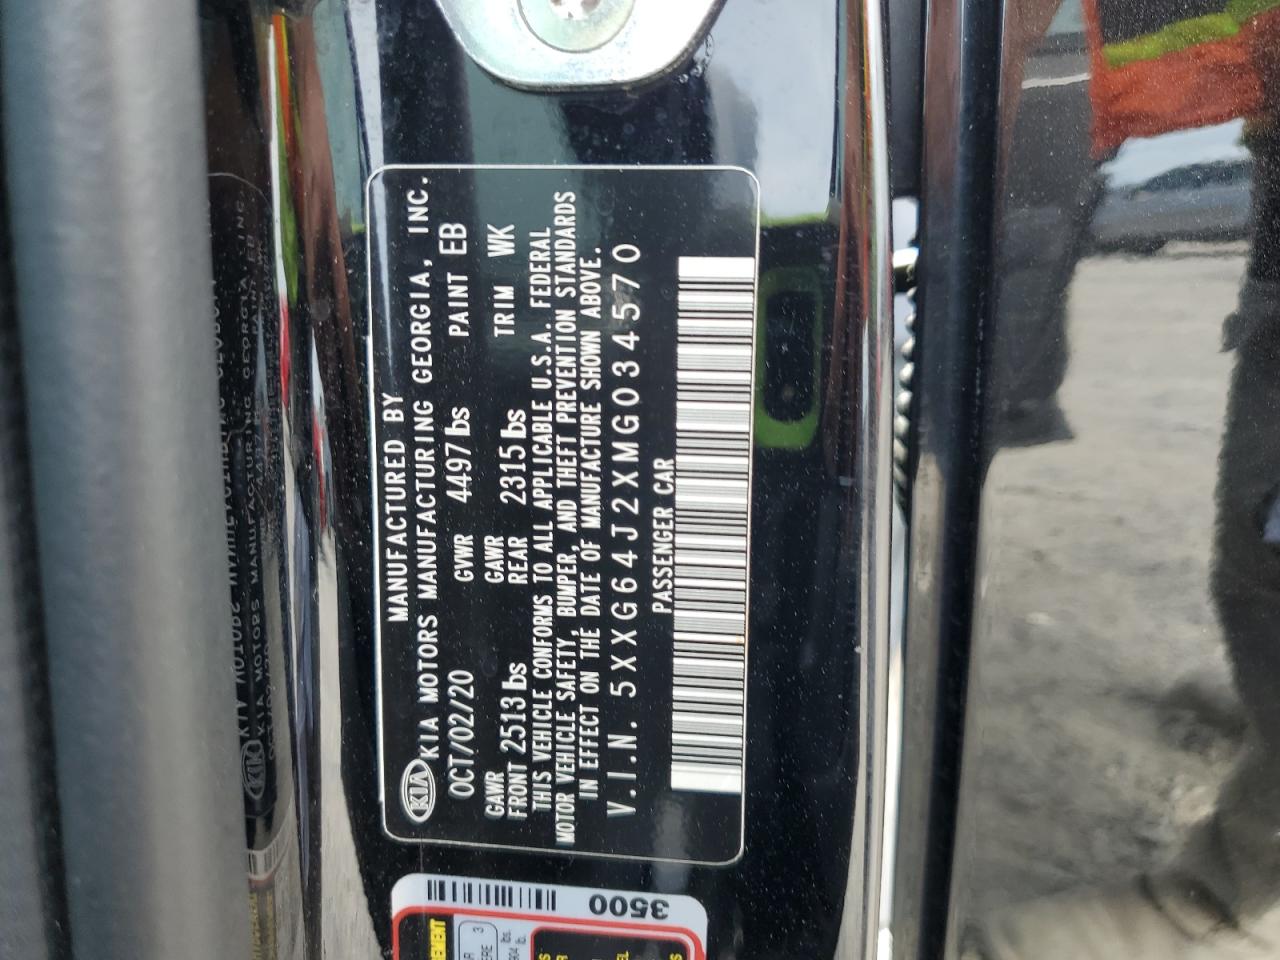 MANUFACTURED BY
KIA KIA MOTORS MANUFACTURING GEORGIA, INC.
OCT/02/20 GVWR 4497 lbs PAINT EB
GAWR GAWR
FRONT 2513 lbs REAR 2315 lbs TRIM WK
THIS VEHICLE CONFORMS TO ALL APPLICABLE U.S.A. FEDERAL
MOTOR VEHICLE SAFETY, BUMPER, AND THEFT PREVENTION STANDARDS
IN EFFECT ON THE DATE OF MANUFACTURE SHOWN ABOVE.
V.I.N. 5XXG64J2XMG034570
PASSENGER CAR
3500